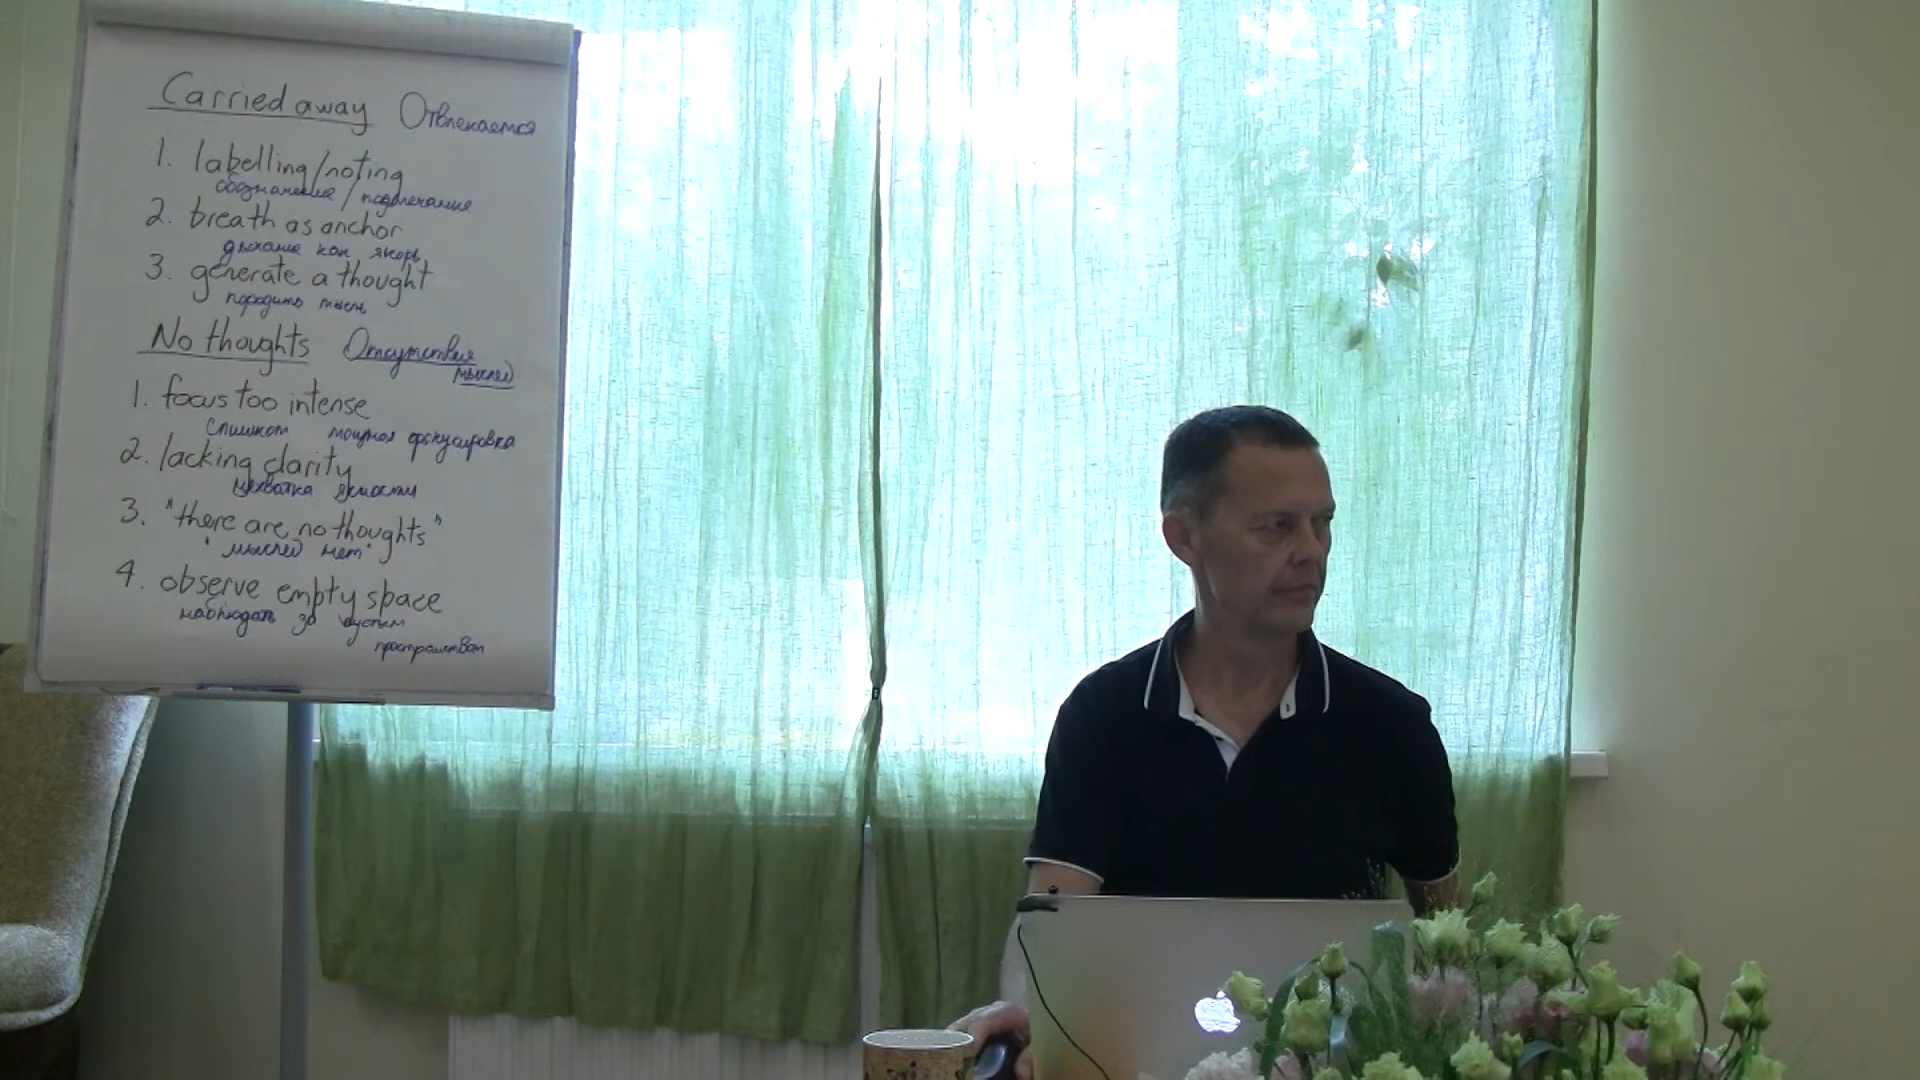 Carried away Отвлекается
1. labelling/noting
обозначение / подмечание
2. breath as anchor
дыхание как якорь
3. generate a thought
породить мысль
No thoughts Отсутствия
мыслей
1. focus too intense
слишком мощная фокусировка
2. lacking clarity
нехватка ясности
3. "there are no thoughts"
"мыслей нет"
4. observe empty space
наблюдать за пустым
пространством